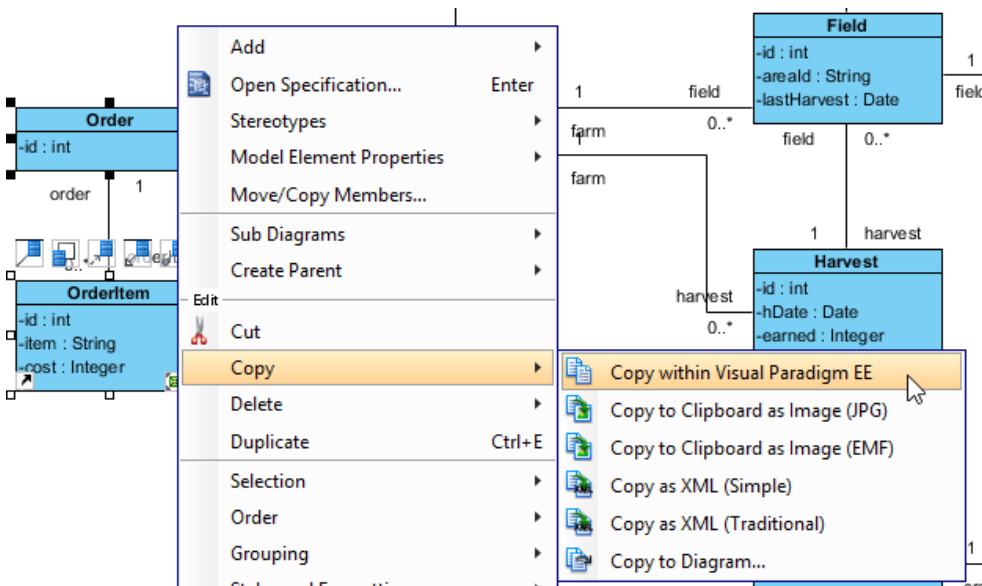 Order
-id : int
order
1
OrderItem
-id : int
-item : String
-cost : Integer
Add
Open Specification... Enter
Stereotypes
Model Element Properties
Move/Copy Members...
Sub Diagrams
Create Parent
Edit
Cut
Copy
Delete
Duplicate Ctrl+E
Selection
Order
Grouping
Copy within Visual Paradigm EE
Copy to Clipboard as Image (JPG)
Copy to Clipboard as Image (EMF)
Copy as XML (Simple)
Copy as XML (Traditional)
Copy to Diagram...
1 field
farm 0..*
1
farm
harvest
0..*
Field
-id : int
-areaId : String
-lastHarvest : Date
1
field 0..*
1 harvest
Harvest
-id : int
-hDate : Date
-earned : Integer
1